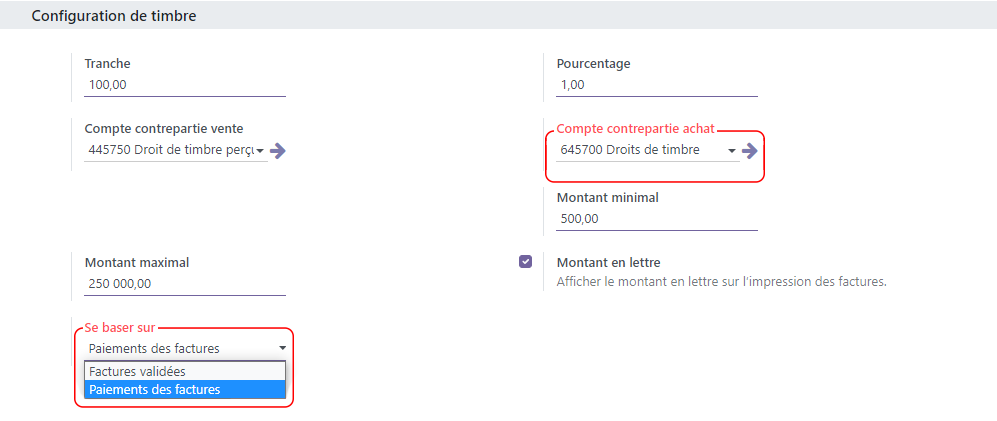 Configuration de timbre
Tranche
100,00
Pourcentage
1,00
Compte contrepartie vente
445750 Droit de timbre perçu
Compte contrepartie achat
645700 Droits de timbre
Montant minimal
500,00
Montant maximal
250 000,00
Montant en lettre
Afficher le montant en lettre sur l'impression des factures.
Se baser sur
Paiements des factures
Factures validées
Paiements des factures